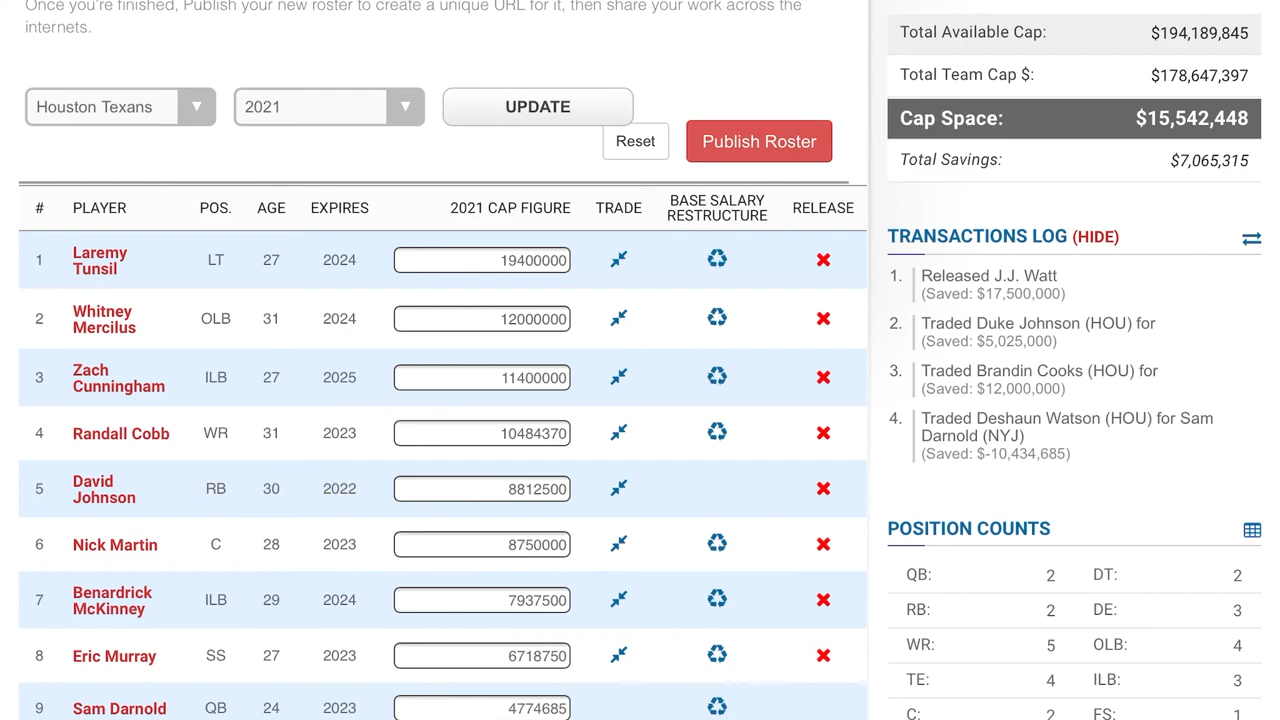 Once you're finished, Publish your new roster to create a unique URL for it, then share your work across the
internets.
Houston Texans
2021
UPDATE
Reset
Publish Roster
# PLAYER POS. AGE EXPIRES 2021 CAP FIGURE TRADE BASE SALARY RESTRUCTURE RELEASE
1 Laremy Tunsil LT 27 2024 19400000
2 Whitney Mercilus OLB 31 2024 12000000
3 Zach Cunningham ILB 27 2025 11400000
4 Randall Cobb WR 31 2023 10484370
5 David Johnson RB 30 2022 8812500
6 Nick Martin C 28 2023 8750000
7 Benardrick McKinney ILB 29 2024 7937500
8 Eric Murray SS 27 2023 6718750
9 Sam Darnold QB 24 2023 4774685
Total Available Cap: $194,189,845
Total Team Cap $: $178,647,397
Cap Space: $15,542,448
Total Savings: $7,065,315
TRANSACTIONS LOG (HIDE)
1. Released J.J. Watt
(Saved: $17,500,000)
2. Traded Duke Johnson (HOU) for
(Saved: $5,025,000)
3. Traded Brandin Cooks (HOU) for
(Saved: $12,000,000)
4. Traded Deshaun Watson (HOU) for Sam
Darnold (NYJ)
(Saved: $-10,434,685)
POSITION COUNTS
QB: 2 DT: 2
RB: 2 DE: 3
WR: 5 OLB: 4
TE: 4 ILB: 3
C: 2 FS: 1